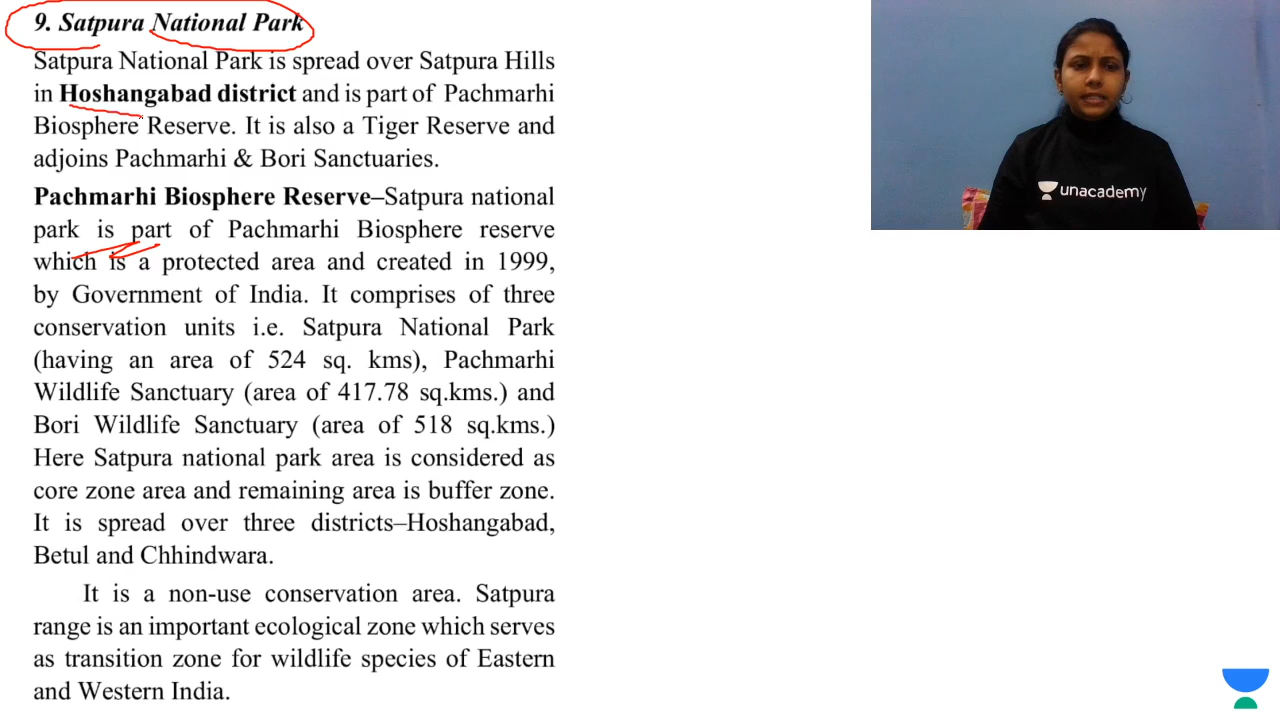 9. Satpura National Park
Satpura National Park is spread over Satpura Hills
in Hoshangabad district and is part of Pachmarhi
Biosphere Reserve. It is also a Tiger Reserve and
adjoins Pachmarhi & Bori Sanctuaries.
Pachmarhi Biosphere Reserve–Satpura national
park is part of Pachmarhi Biosphere reserve
which is a protected area and created in 1999,
by Government of India. It comprises of three
conservation units i.e. Satpura National Park
(having an area of 524 sq. kms), Pachmarhi
Wildlife Sanctuary (area of 417.78 sq.kms.) and
Bori Wildlife Sanctuary (area of 518 sq.kms.)
Here Satpura national park area is considered as
core zone area and remaining area is buffer zone.
It is spread over three districts–Hoshangabad,
Betul and Chhindwara.
It is a non-use conservation area. Satpura
range is an important ecological zone which serves
as transition zone for wildlife species of Eastern
and Western India.
unacademy